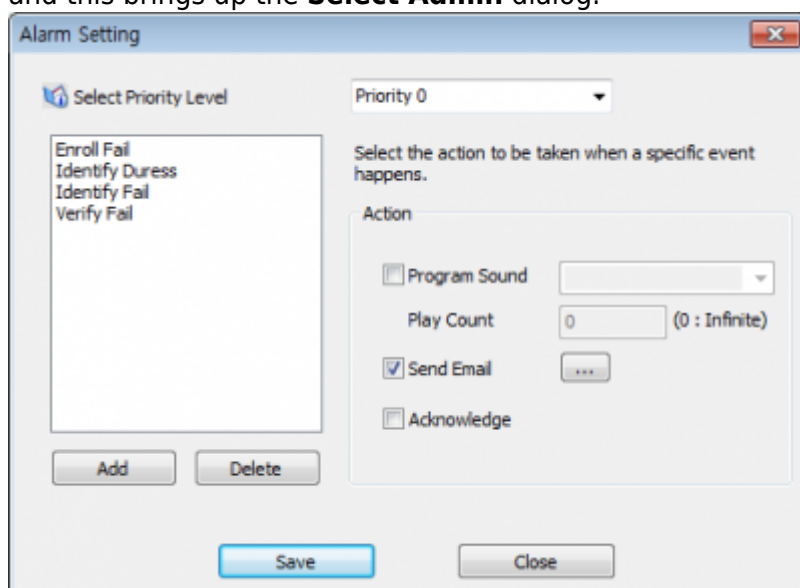 and this brings up the Select Admin dialog.
Alarm Setting
Select Priority Level
Priority 0
Enroll Fail
Identify Duress
Identify Fail
Verify Fail
Add
Delete
Select the action to be taken when a specific event
happens.
Action
Program Sound
Play Count
0
(0 : Infinite)
Send Email
...
Acknowledge
Save
Close